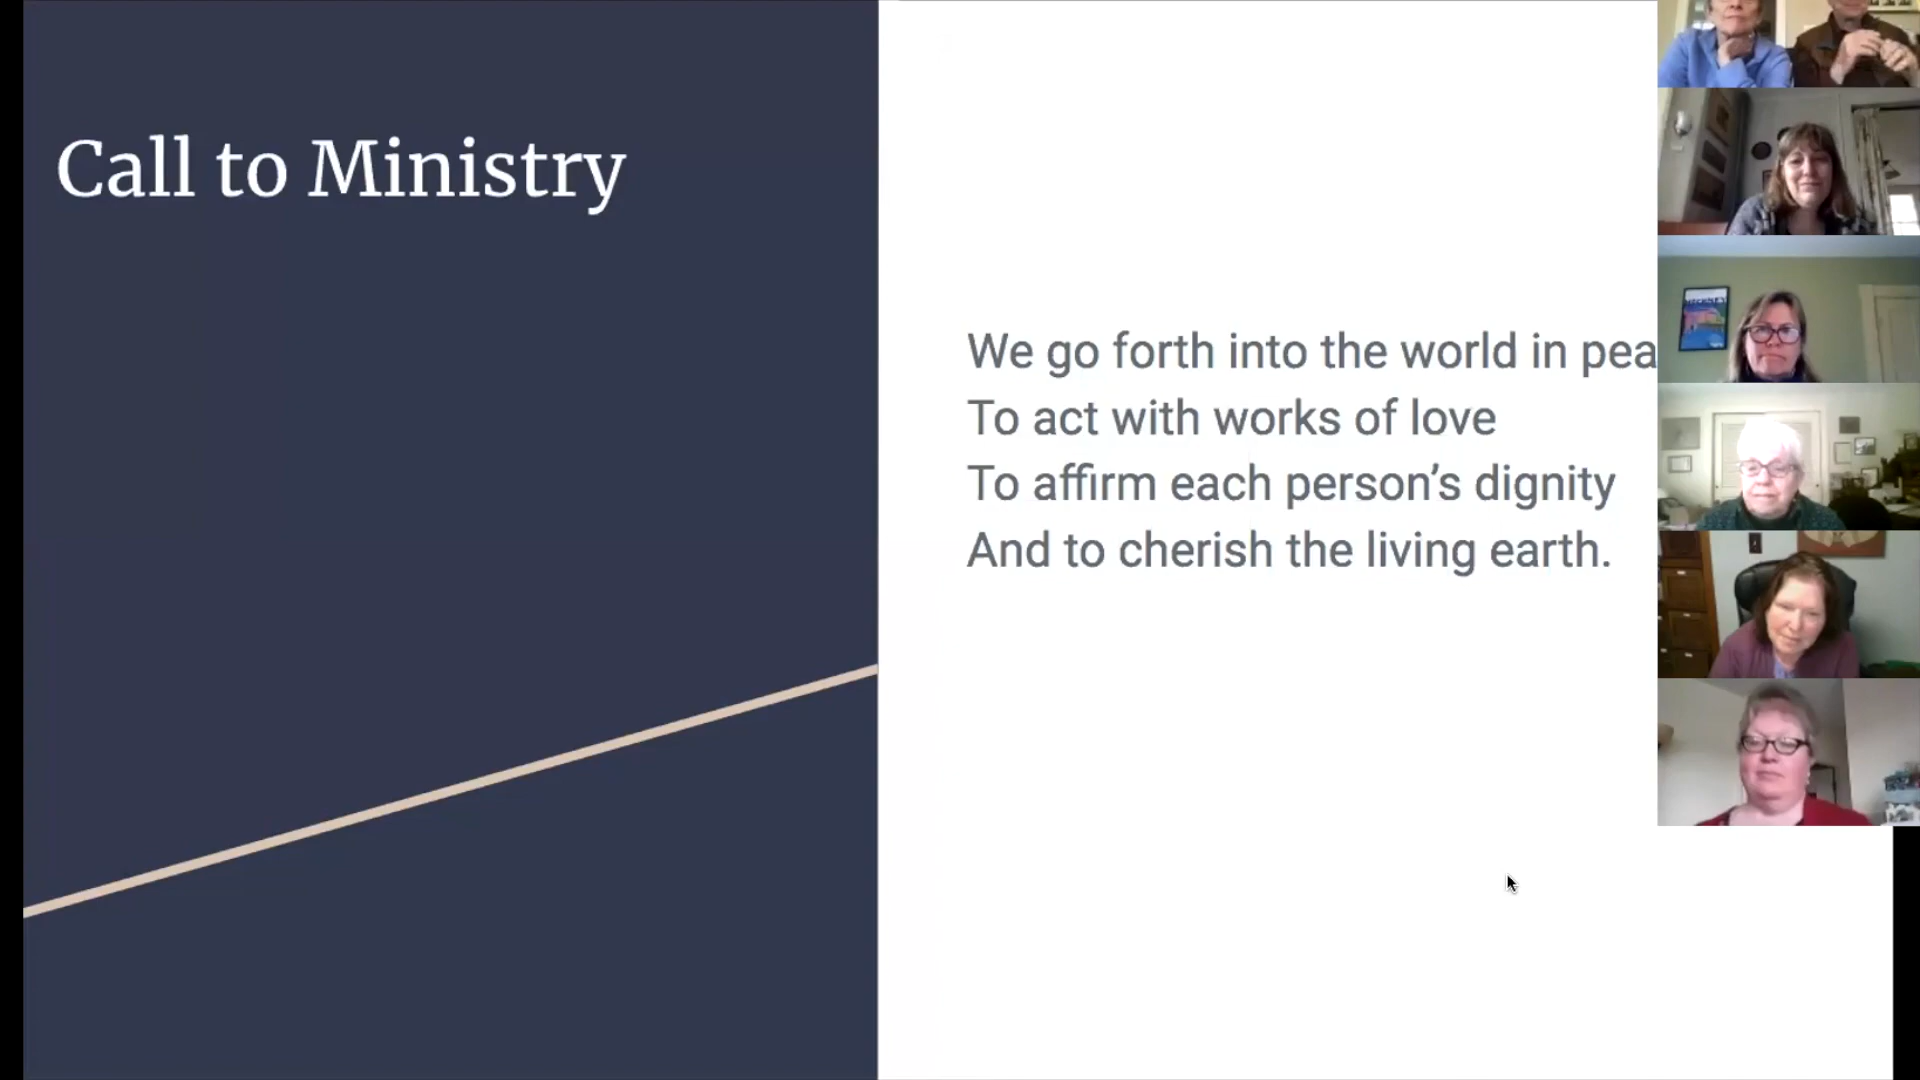 Call to Ministry
We go forth into the world in pea
To act with works of love
To affirm each person’s dignity
And to cherish the living earth.